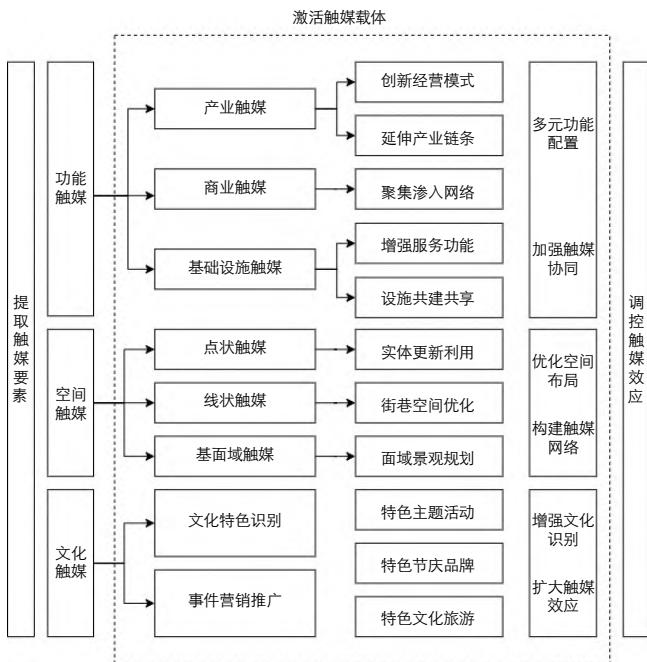 激活触媒载体
提取触媒要素
功能
触媒
产业触媒
创新经营模式
延伸产业链条
商业触媒
聚集渗入网络
基础设施触媒
增强服务功能
设施共建共享
多元功能
配置
加强触媒
协同
空间
触媒
点状触媒
实体更新利用
线状触媒
街巷空间优化
基面域触媒
面域景观规划
优化空间
布局
构建触媒
网络
文化
触媒
文化特色识别
事件营销推广
特色主题活动
特色节庆品牌
特色文化旅游
增强文化
识别
扩大触媒
效应
调控触媒效应